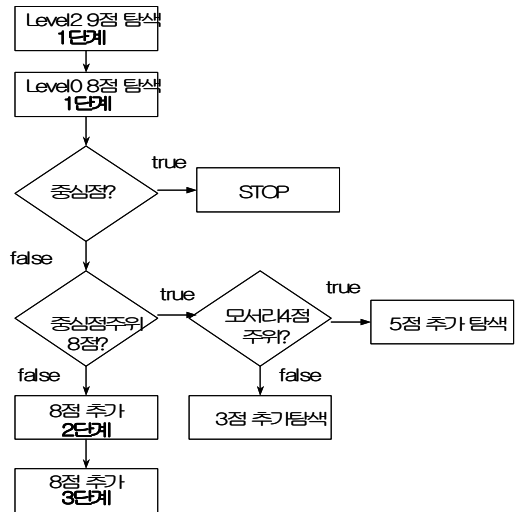 Level2 9점 탐색
1단계
Level0 8점 탐색
1단계
중심점?
true
STOP
false
중심점주위
8점?
true
모서리4점
주위?
true
5점 추가 탐색
false
false
8점 추가
2단계
3점 추가탐색
8점 추가
3단계